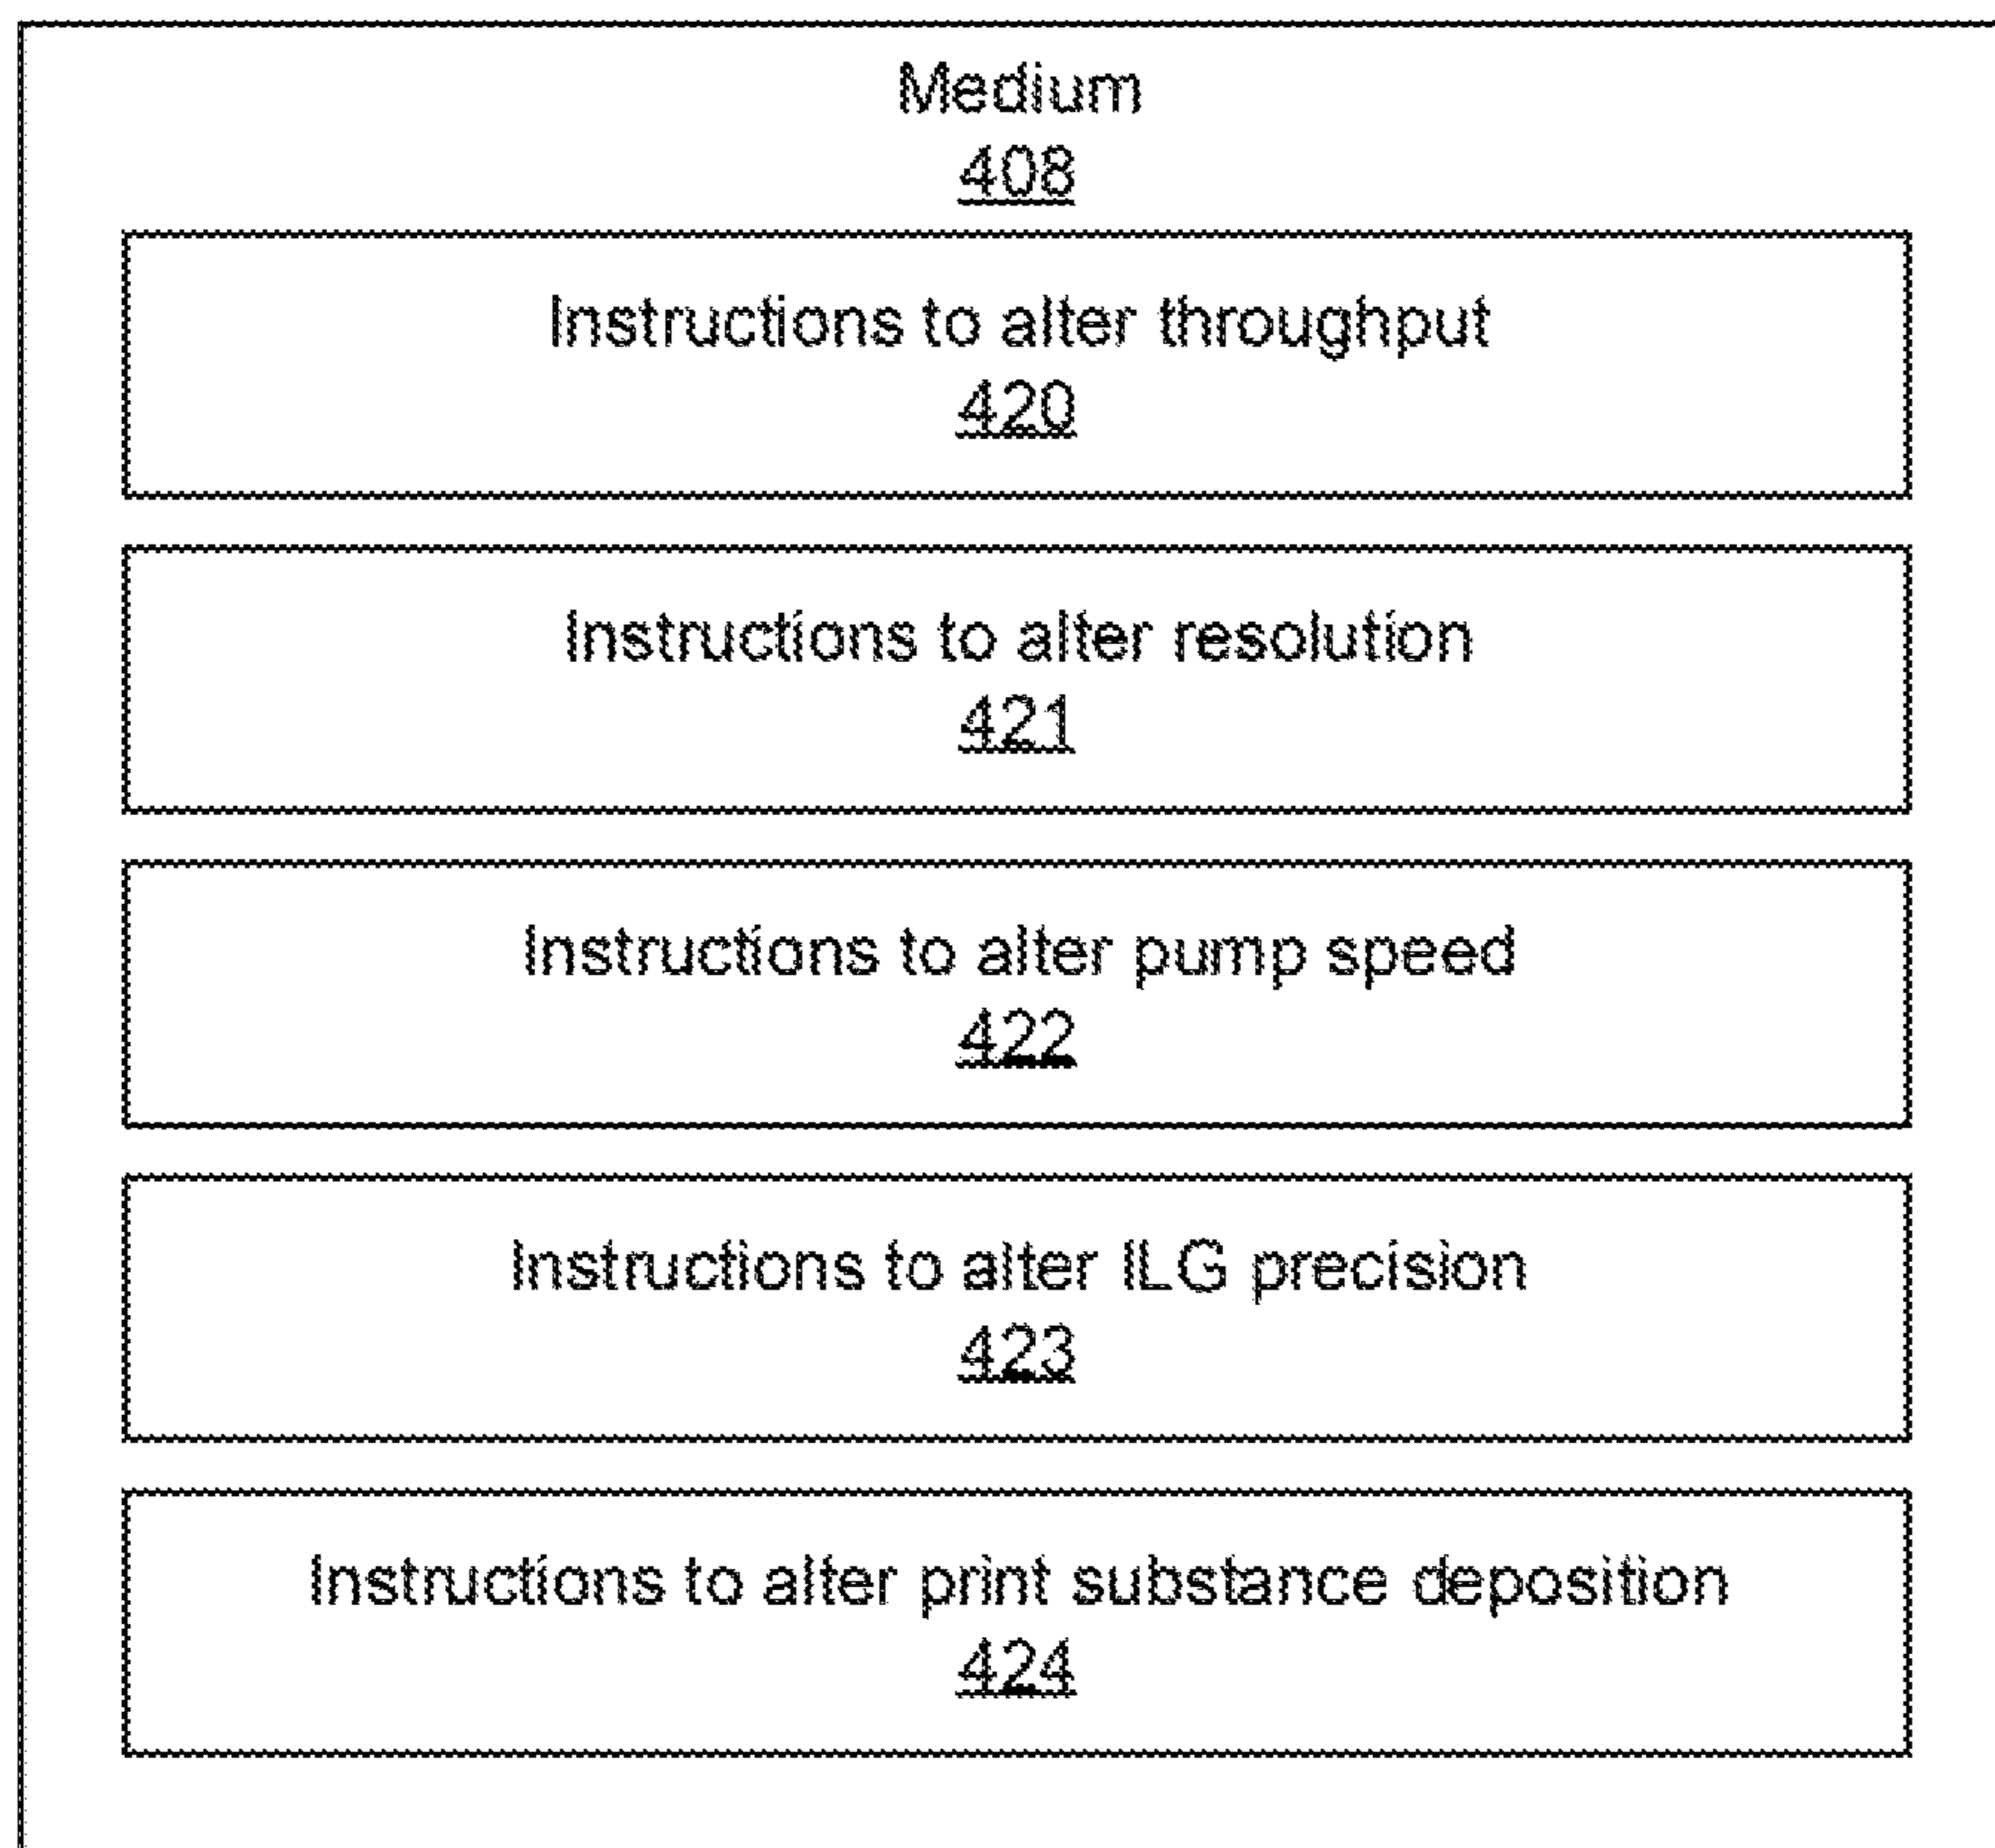 Medium
408
Instructions to alter throughput
420
Instructions to alter resolution
421
Instructions to alter pump speed
422
Instructions to alter ILG precision
423
Instructions to alter print substance deposition
424